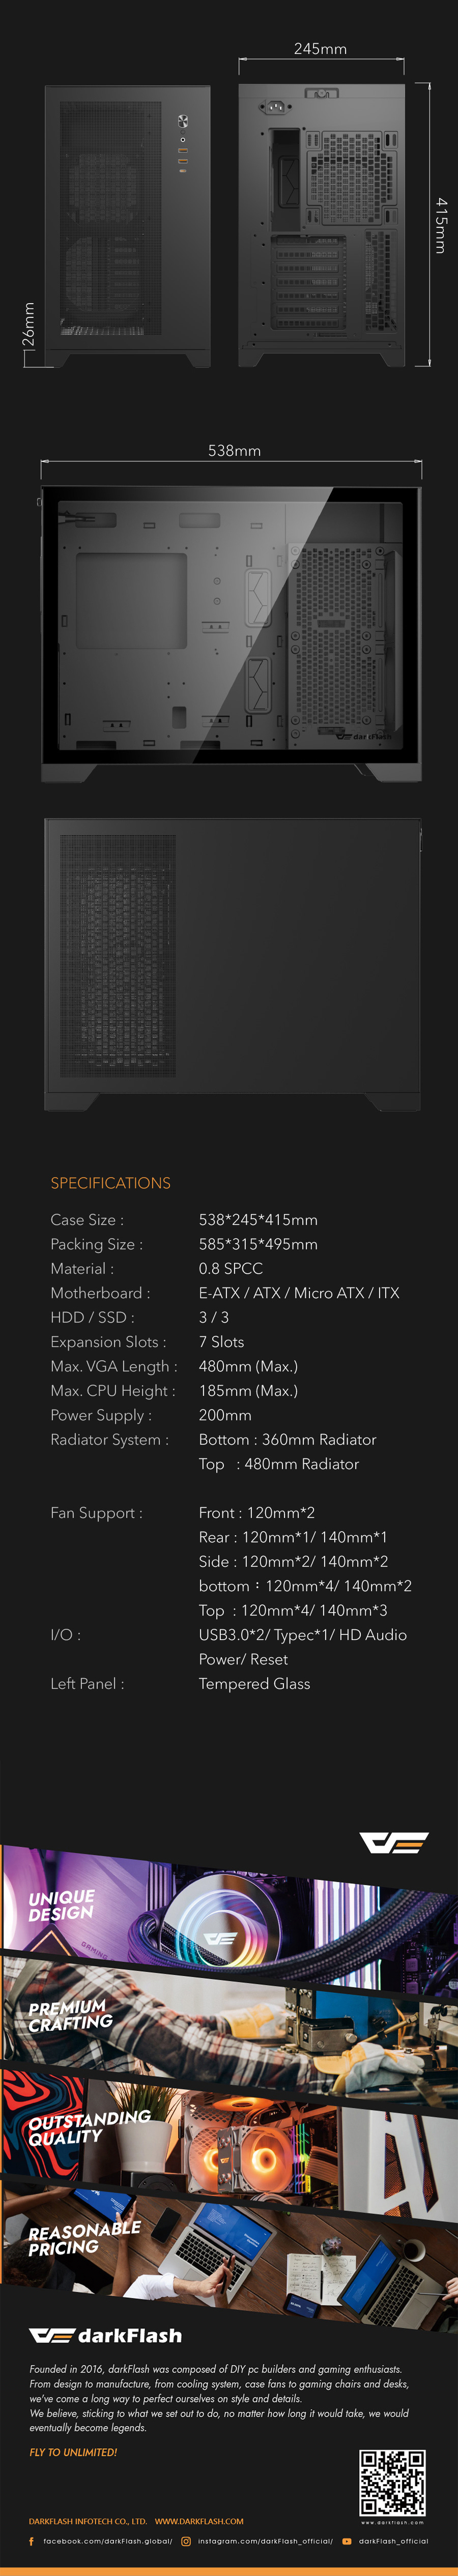 245mm
415mm
26mm
538mm
darkFlash
SPECIFICATIONS
Case Size : 538*245*415mm
Packing Size : 585*315*495mm
Material : 0.8 SPCC
Motherboard : E-ATX / ATX / Micro ATX / ITX
HDD / SSD : 3 / 3
Expansion Slots : 7 Slots
Max. VGA Length : 480mm (Max.)
Max. CPU Height : 185mm (Max.)
Power Supply : 200mm
Radiator System : Bottom : 360mm Radiator
Top : 480mm Radiator
Fan Support : Front : 120mm*2
Rear : 120mm*1/ 140mm*1
Side : 120mm*2/ 140mm*2
bottom：120mm*4/ 140mm*2
Top : 120mm*4/ 140mm*3
I/O : USB3.0*2/ Typec*1/ HD Audio
Power/ Reset
Left Panel : Tempered Glass
UNIQUE
DESIGN
GAMING
PREMIUM
CRAFTING
OUTSTANDING
QUALITY
REASONABLE
PRICING
darkFlash
Founded in 2016, darkFlash was composed of DIY pc builders and gaming enthusiasts.
From design to manufacture, from cooling system, case fans to gaming chairs and desks,
we've come a long way to perfect ourselves on style and details.
We believe, sticking to what we set out to do, no matter how long it would take, we would
eventually become legends.
FLY TO UNLIMITED!
www.darkflash.com
DARKFLASH INFOTECH CO., LTD. WWW.DARKFLASH.COM
facebook.com/darkFlash.global/ instagram.com/darkFlash_official/ darkFlash_official